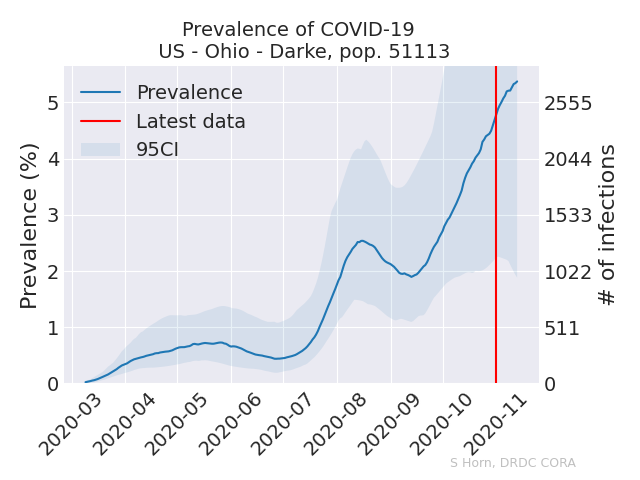 Prevalence of COVID-19
US - Ohio - Darke, pop. 51113
Prevalence
Latest data
95CI
Prevalence (%)
5
4
3
2
1
0
2555
2044
1533
1022
511
0
# of infections
2020-03
2020-04
2020-05
2020-06
2020-07
2020-08
2020-09
2020-10
2020-11
S Horn, DRDC CORA